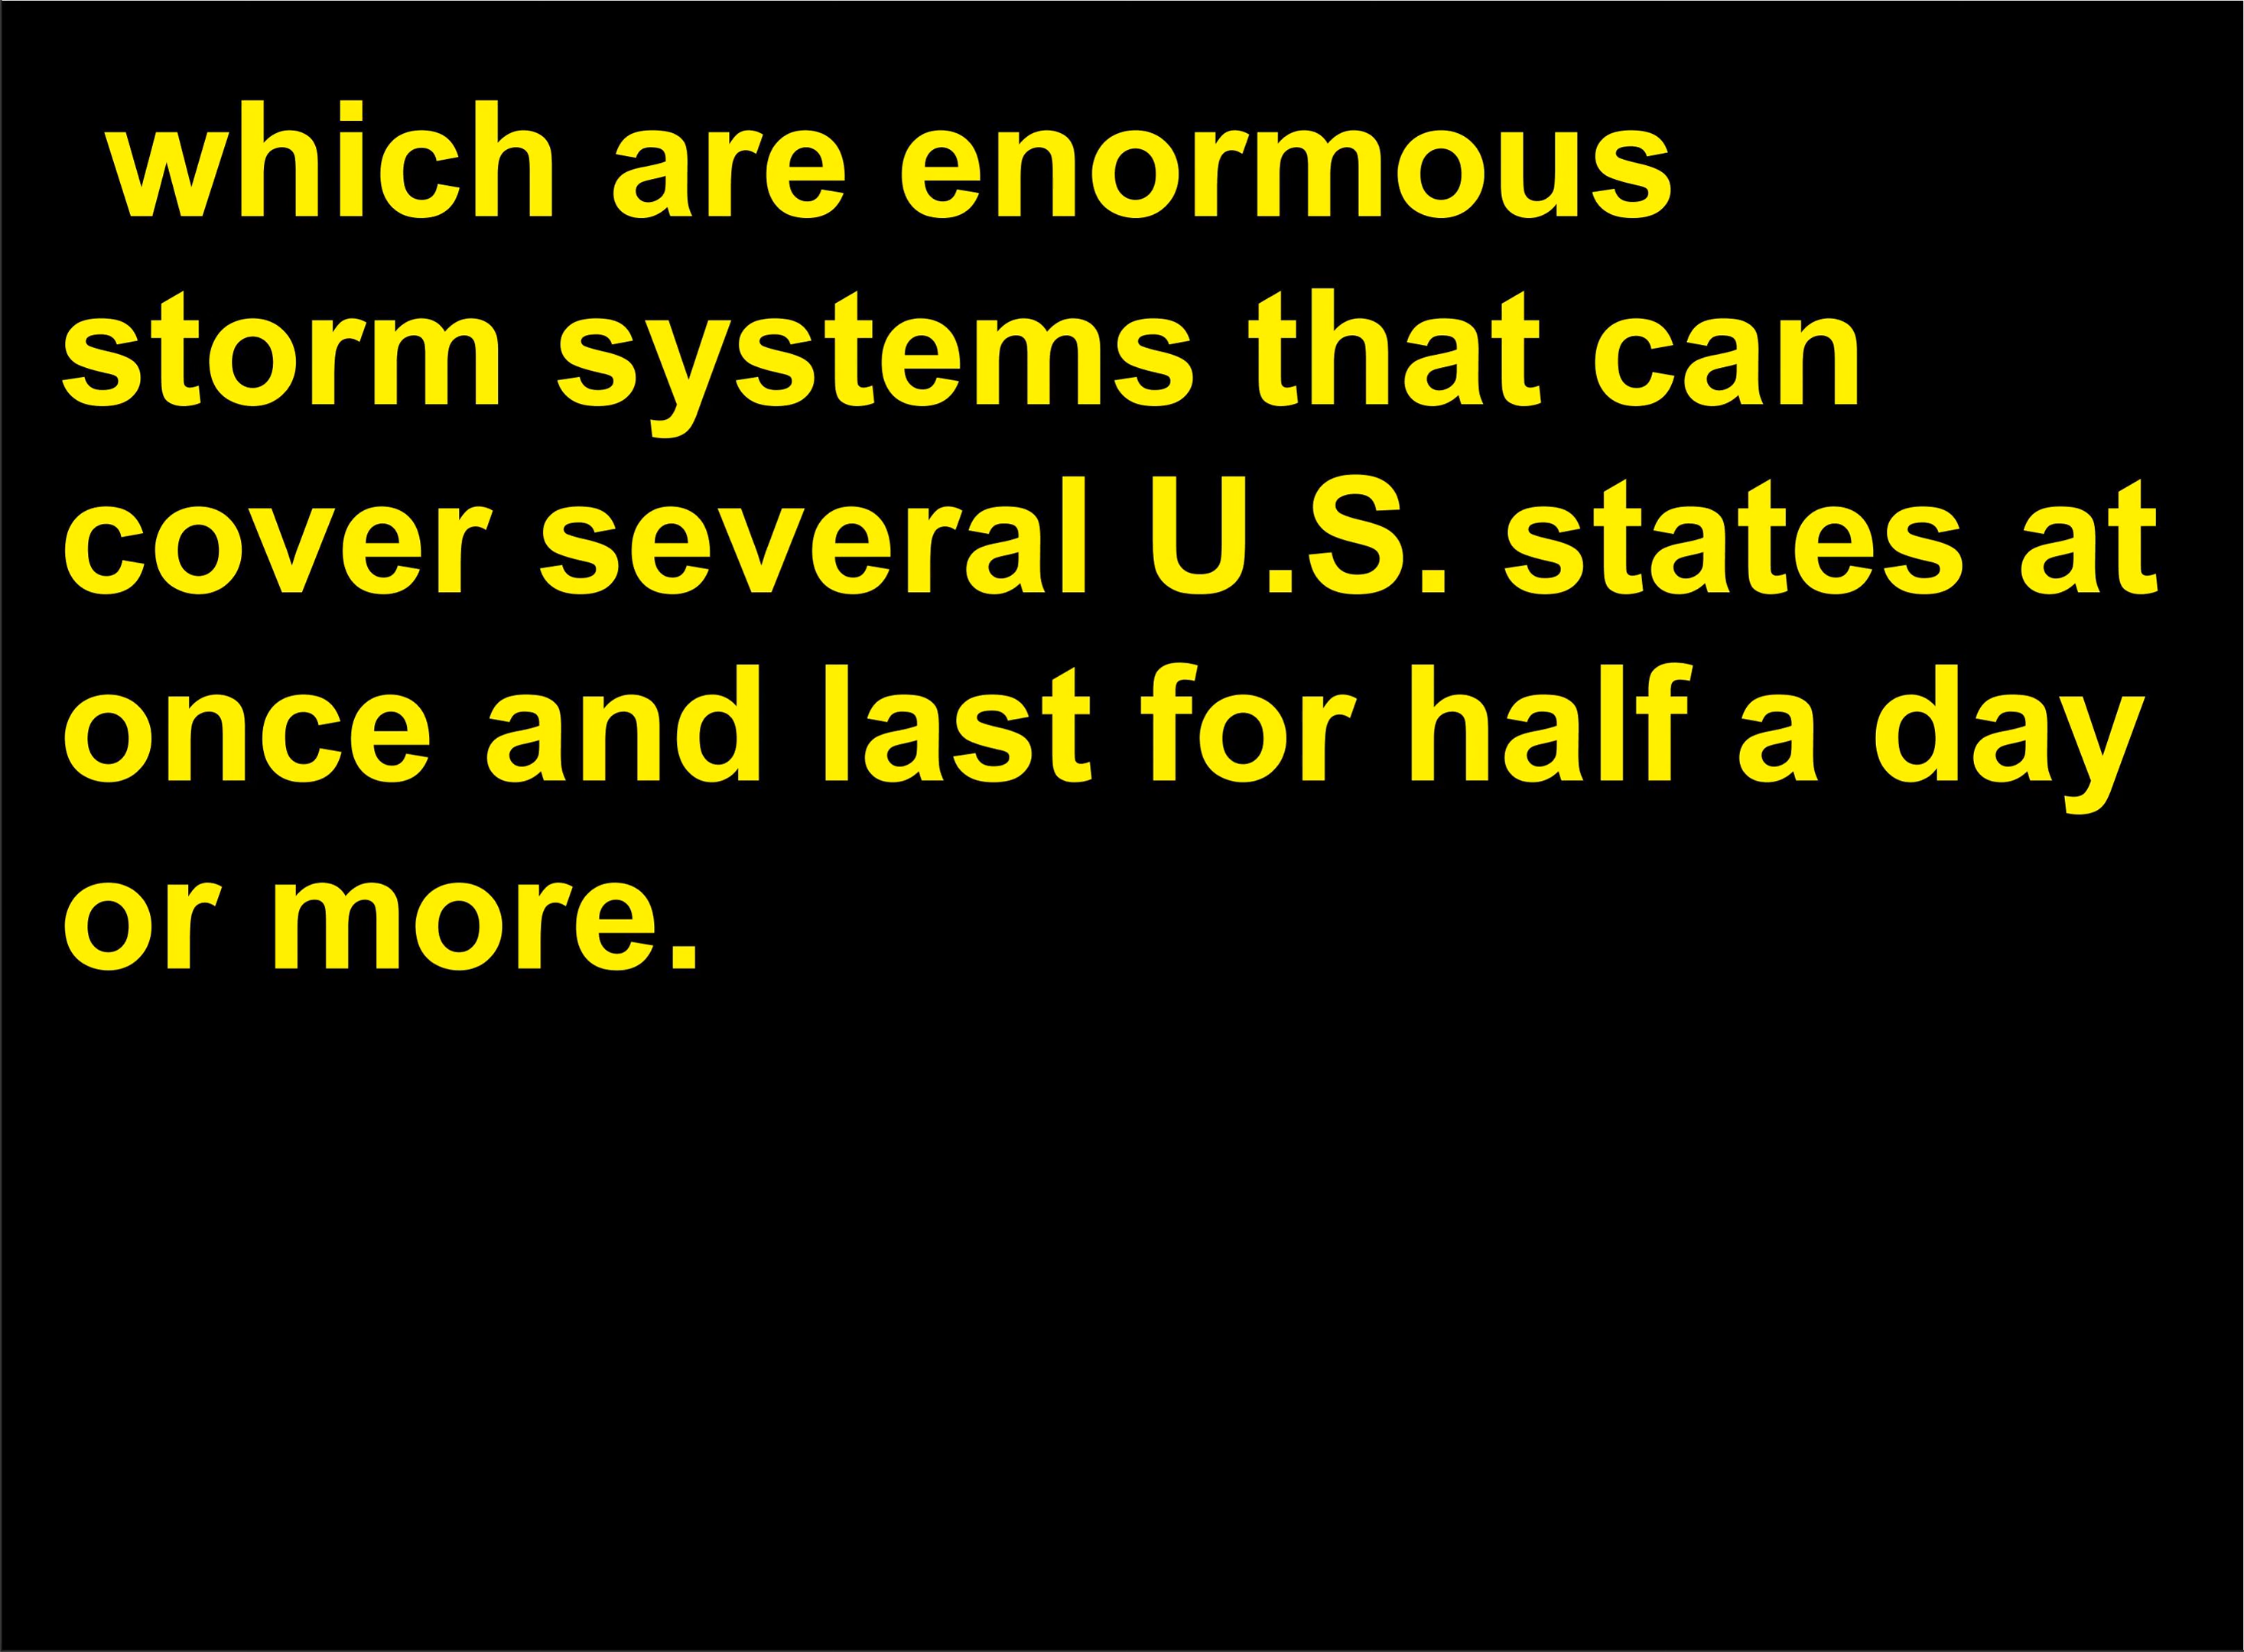 which are enormous
storm systems that can
cover several U.S. states at
once and last for half a day
or more.